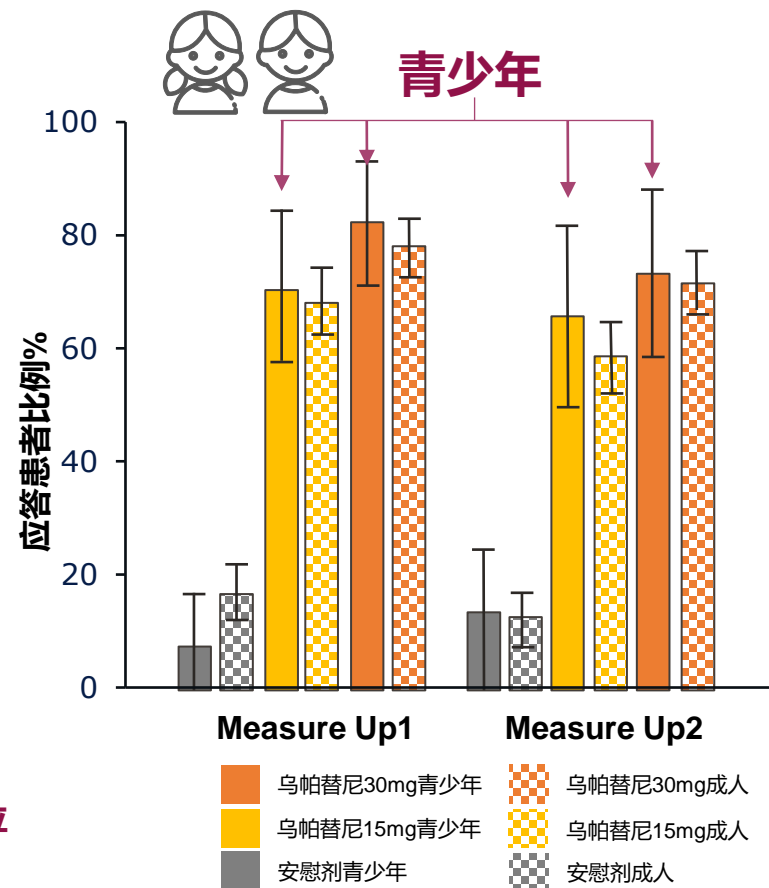 青少年
100
80
60
40
20
0
应答患者比例%
Measure Up1
Measure Up2
乌帕替尼30mg青少年
乌帕替尼30mg成人
乌帕替尼15mg青少年
乌帕替尼15mg成人
安慰剂青少年
安慰剂成人